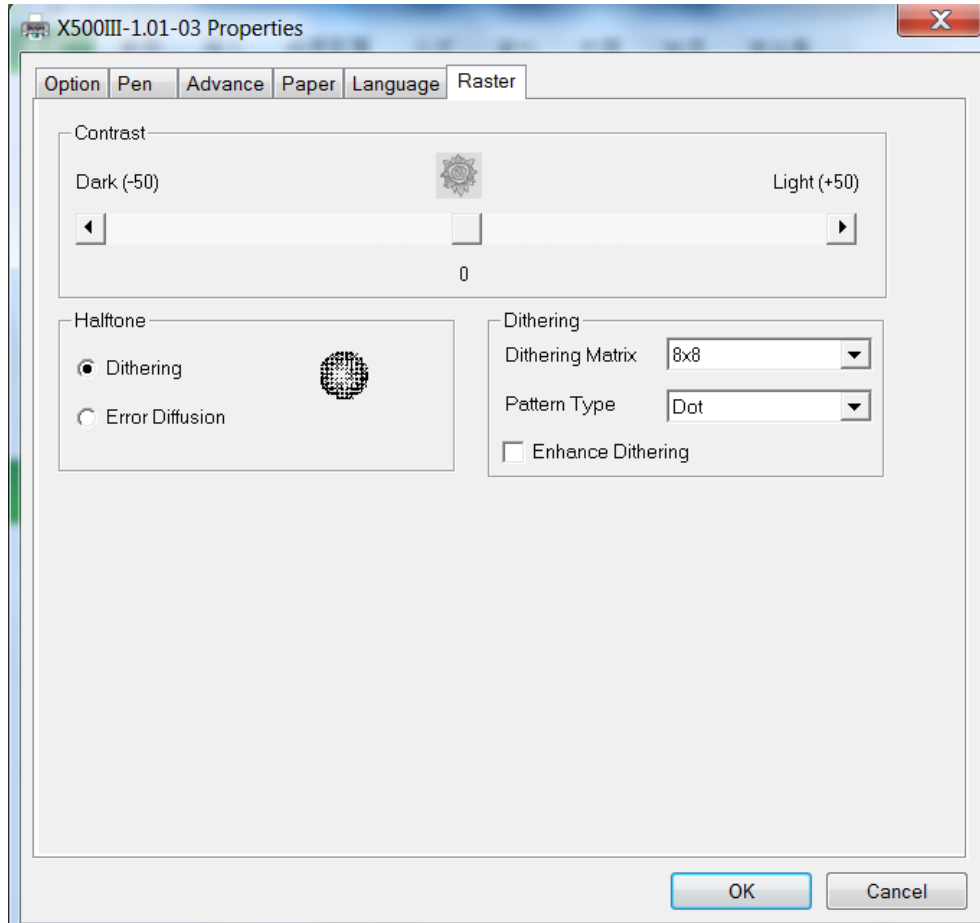 X500III-1.01-03 Properties
Option Pen Advance Paper Language Raster
Contrast
Dark (-50) Light (+50)
0
Halftone Dithering
Dithering Dithering Matrix 8x8
Error Diffusion Pattern Type Dot
Enhance Dithering
OK Cancel